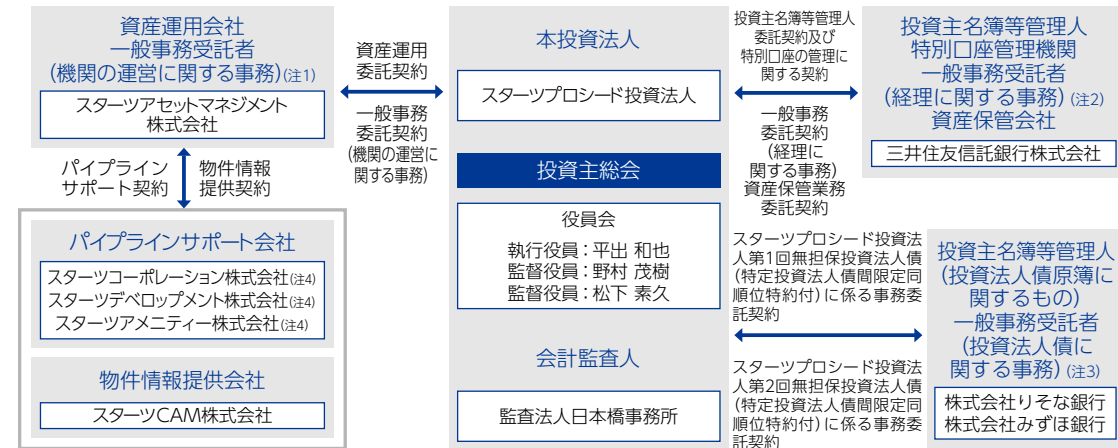 資産運用会社
一般事務受託者
(機関の運営に関する事務)(注1)
スターツアセットマネジメント
株式会社
パイプライン
サポート契約
物件情報
提供契約
パイプラインサポート会社
スターツコーポレーション株式会社(注4)
スターツデベロップメント株式会社(注4)
スターツアメニティー株式会社(注4)
物件情報提供会社
スターツCAM株式会社
資産運用
委託契約
一般事務
委託契約
(機関の運営に
関する事務)
本投資法人
スターツプロシード投資法人
投資主総会
役員会
執行役員：平出 和也
監督役員：野村 茂樹
監督役員：松下 素久
会計監査人
監査法人日本橋事務所
投資主名簿等管理人
委託契約及び
特別口座の管理に
関する契約
一般事務
委託契約
(経理に
関する事務)
資産保管業務
委託契約
投資主名簿等管理人
特別口座管理機関
一般事務受託者
(経理に関する事務)(注2)
資産保管会社
三井住友信託銀行株式会社
スターツプロシード投資法
人第1回無担保投資法人債
(特定投資法人債間限定同
順位特約付)に係る事務委
託契約
スターツプロシード投資法
人第2回無担保投資法人債
(特定投資法人債間限定同
順位特約付)に係る事務委
託契約
投資主名簿等管理人
(投資法人債原簿に
関するもの)
一般事務受託者
(投資法人債に
関する事務)(注3)
株式会社りそな銀行
株式会社みずほ銀行